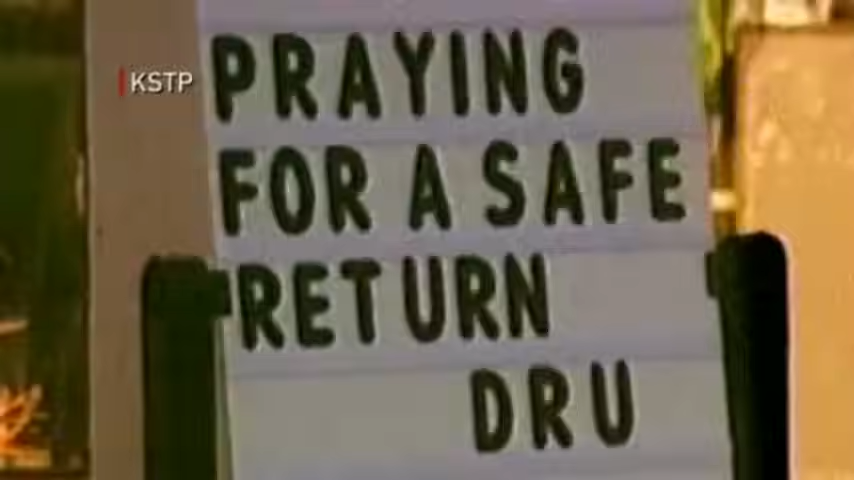 KSTP
PRAYING
FOR A SAFE
RETURN
DRU